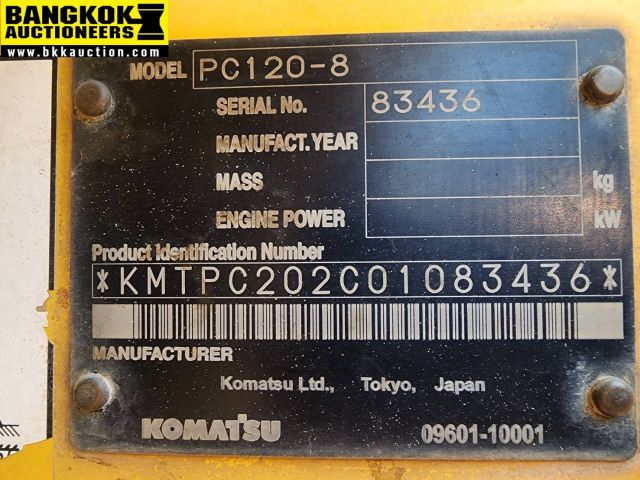 BANGKOK
AUCTIONEERS
www.bkkauction.com
MODEL PC120-8
SERIAL No. 83436
MANUFACT.YEAR
MASS kg
ENGINE POWER kW
Product Identification Number
*KMTPC202C01083436*
MANUFACTURER
Komatsu Ltd., Tokyo, Japan
KOMATSU 09601-10001